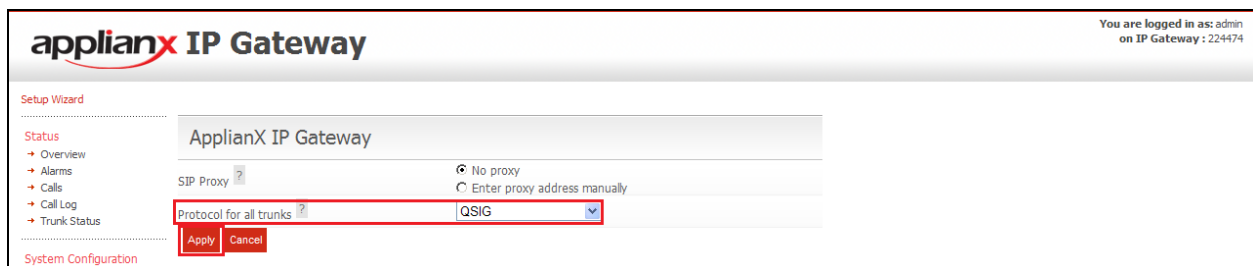 applianx IP Gateway
You are logged in as: admin
on IP Gateway : 224474
Setup Wizard
Status
Overview
Alarms
Calls
Call Log
Trunk Status
System Configuration
ApplianX IP Gateway
SIP Proxy ?
No proxy
Enter proxy address manually
Protocol for all trunks ?
QSIG
Apply Cancel